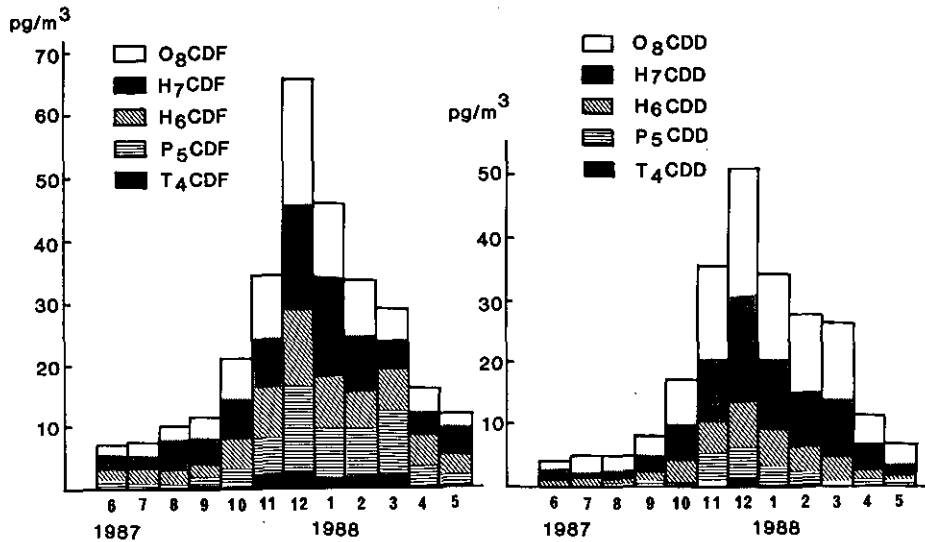 pg/m³
70
60
50
40
30
20
10
O₈CDF
H₇CDF
H₆CDF
P₅CDF
T₄CDF
6 7 8 9 10 11 12 1 2 3 4 5
1987 1988
pg/m³
50
40
30
20
10
O₈CDD
H₇CDD
H₆CDD
P₅CDD
T₄CDD
6 7 8 9 10 11 12 1 2 3 4 5
1987 1988